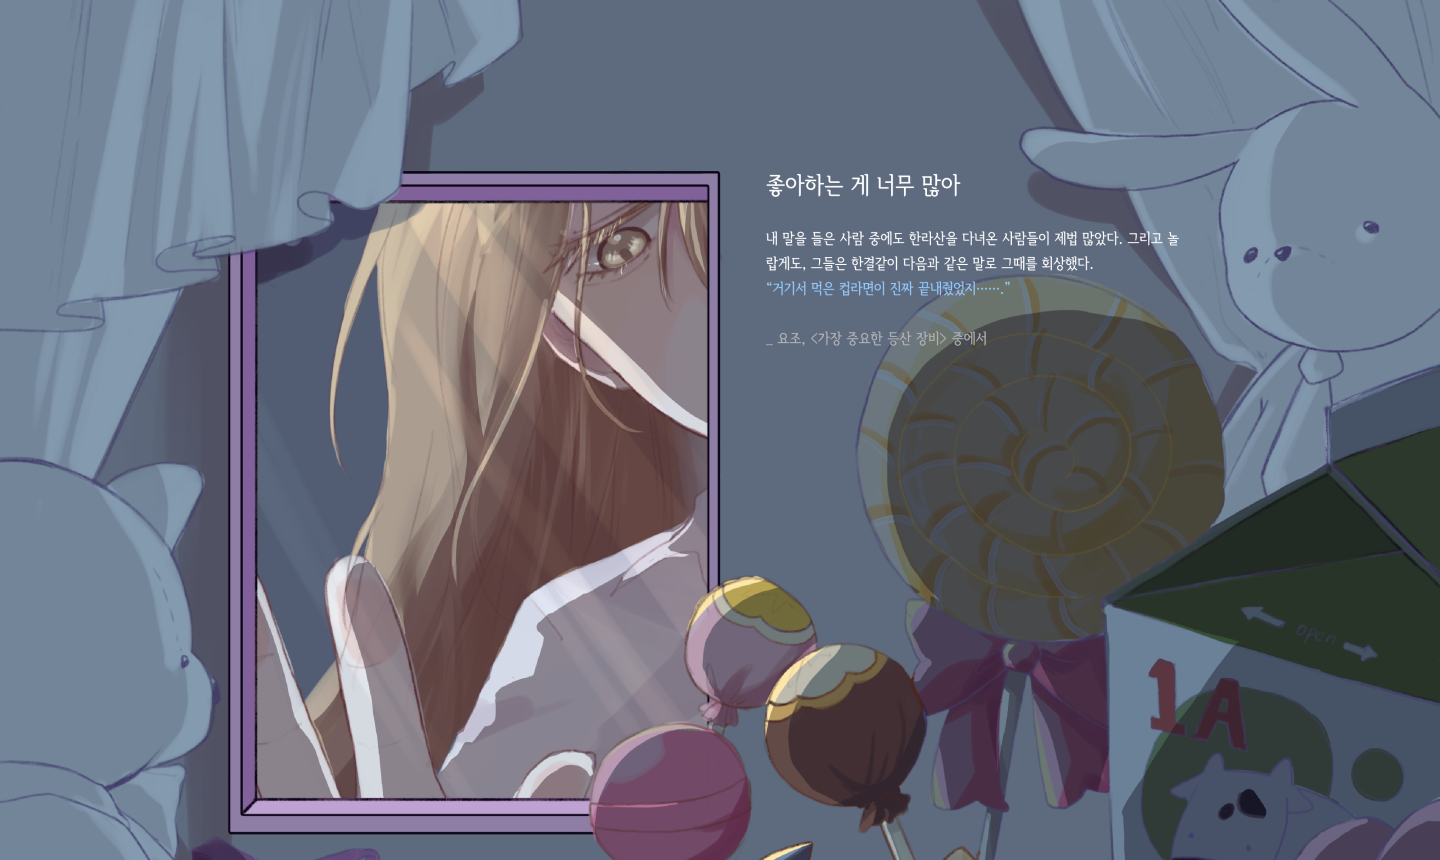 좋아하는 게 너무 많아
내 말을 들은 사람 중에도 한라산을 다녀온 사람들이 제법 많았다. 그리고 놀
랍게도, 그들은 한결같이 다음과 같은 말로 그때를 회상했다.
“거기서 먹은 컵라면이 진짜 끝내줬었지…….”
_ 요조, <가장 중요한 등산 장비> 중에서
open
1A